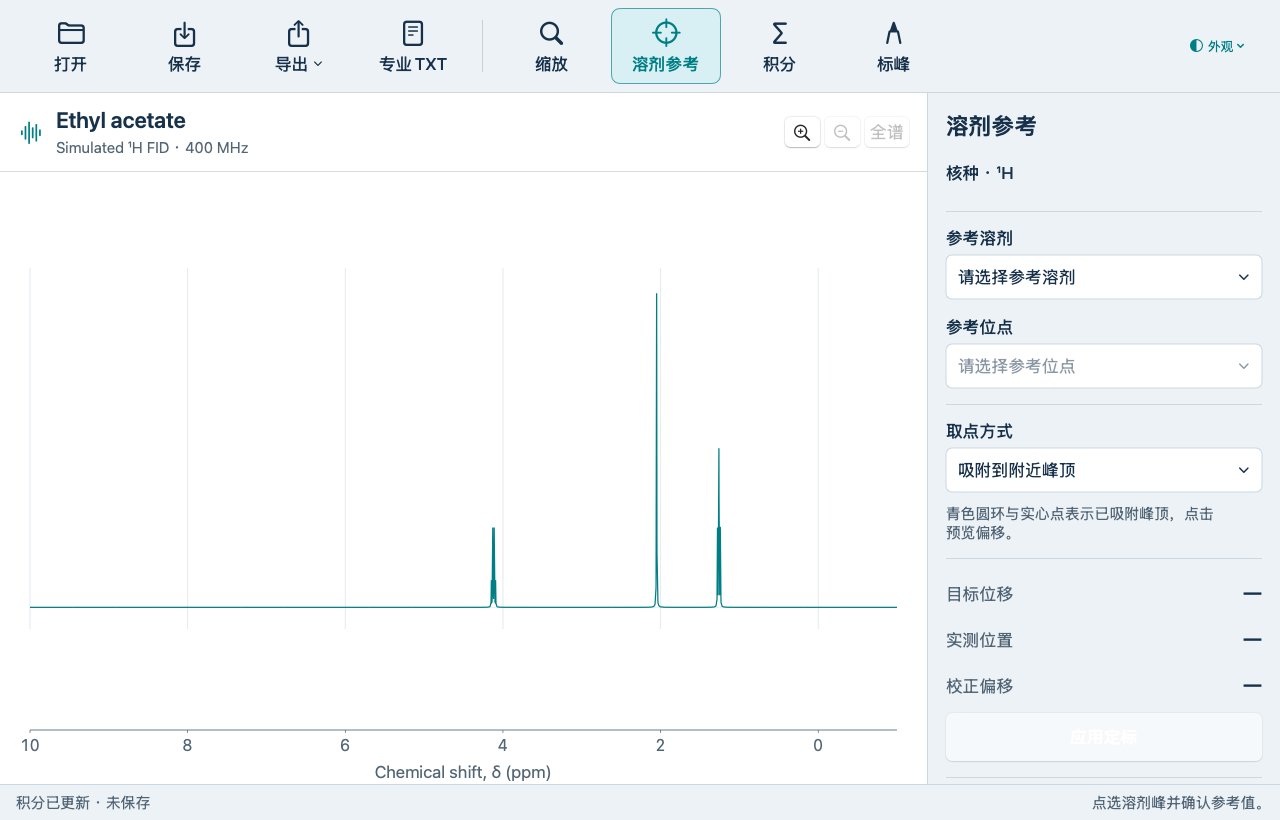 打开
保存
导出
专业 TXT
缩放
溶剂参考
积分
标峰
外观
Ethyl acetate
Simulated ¹H FID · 400 MHz
全谱
10
8
6
4
2
0
Chemical shift, δ (ppm)
溶剂参考
核种 · ¹H
参考溶剂
请选择参考溶剂
参考位点
请选择参考位点
取点方式
吸附到附近峰顶
青色圆环与实心点表示已吸附峰顶，点击
预览偏移。
目标位移 —
实测位置 —
校正偏移 —
应用定标
积分已更新 · 未保存
点选溶剂峰并确认参考值。